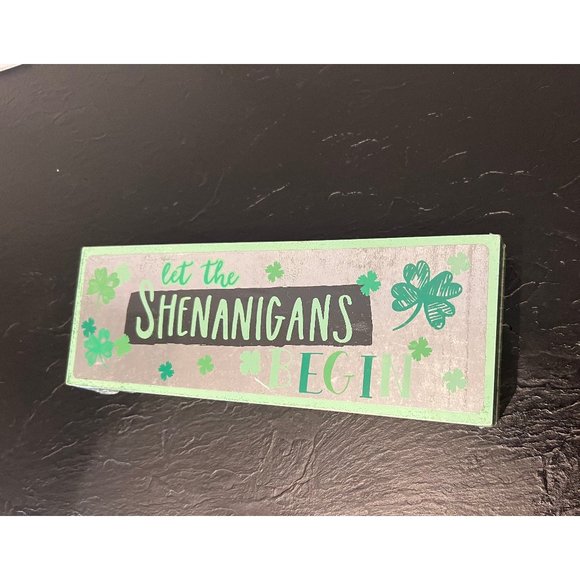 let the
SHENANIGANS
BEGIN